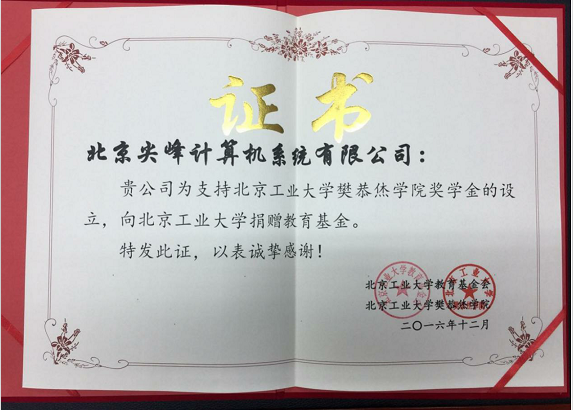 证书
北京尖峰计算机系统有限公司：
贵公司为支持北京工业大学樊恭烋学院奖学金的设
立，向北京工业大学捐赠教育基金。
特发此证，以表诚挚感谢！
北京工业大学教育基金会
北京工业大学樊恭烋学院
二〇一六年十二月